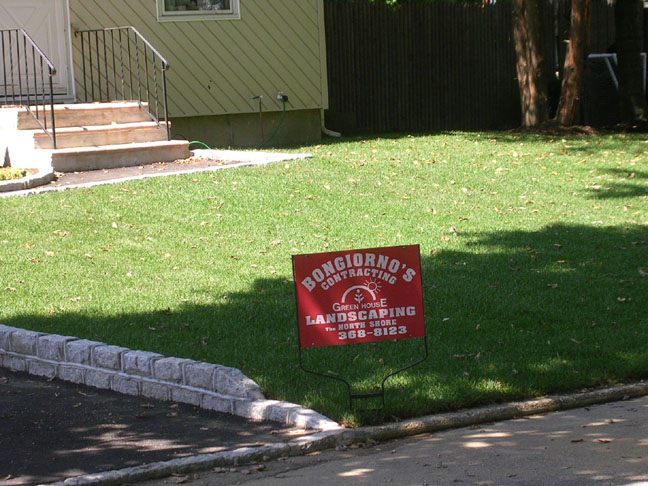 BONGIORNO'S
CONTRACTING
GREEN HOUSE
LANDSCAPING
The NORTH SHORE
368-8123